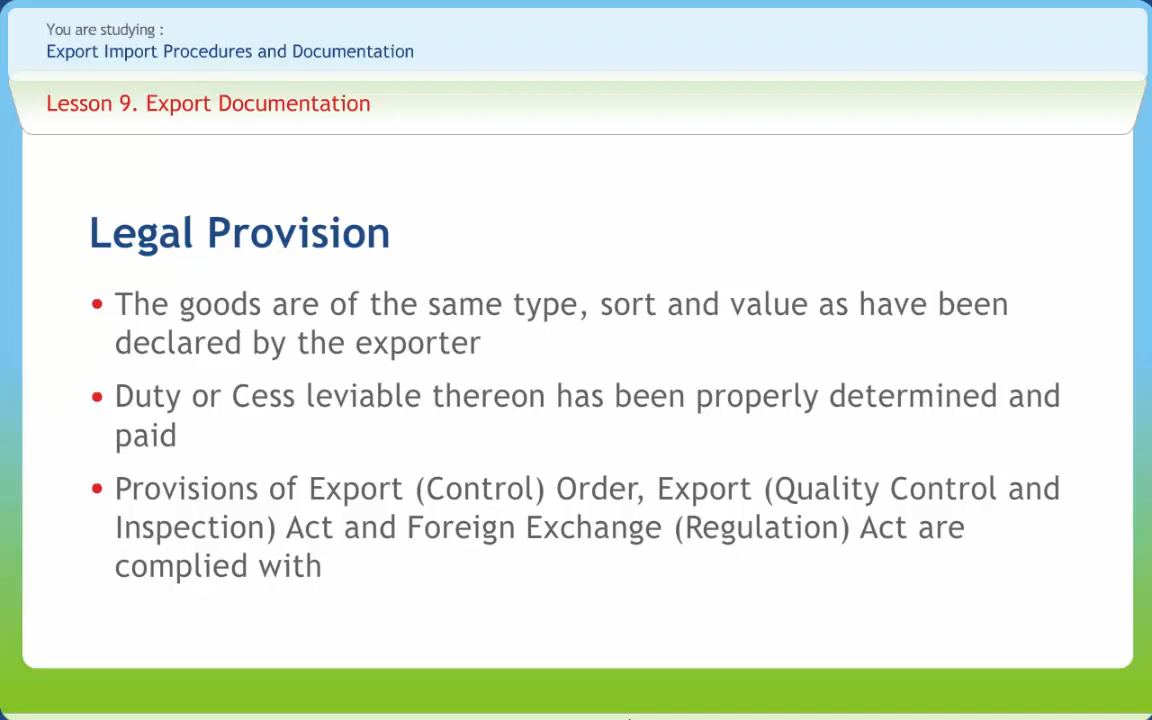 You are studying :
Export Import Procedures and Documentation
Lesson 9. Export Documentation
Legal Provision
• The goods are of the same type, sort and value as have been
declared by the exporter
• Duty or Cess leviable thereon has been properly determined and
paid
• Provisions of Export (Control) Order, Export (Quality Control and
Inspection) Act and Foreign Exchange (Regulation) Act are
complied with